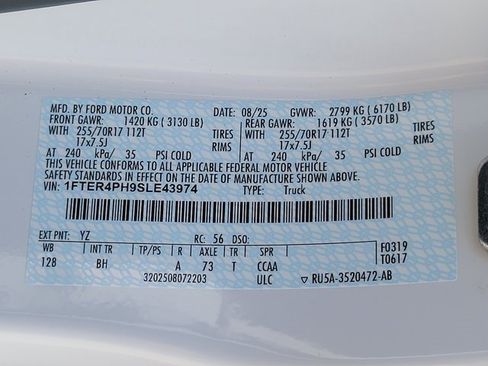 MFD. BY FORD MOTOR CO. 08/25 GVWR: 2799 KG (6170 LB)
FRONT GAWR: 1420 KG (3130 LB) REAR GAWR: 1619 KG (3570 LB)
WITH 255/70R17 112T TIRES WITH 255/70R17 112T TIRES
17x7.5J RIMS 17x7.5J RIMS
AT 240 kPa/ 35 PSI COLD AT 240 kPa/ 35 PSI COLD
THIS VEHICLE CONFORMS TO ALL APPLICABLE FEDERAL MOTOR VEHICLE
SAFETY STANDARDS IN EFFECT ON THE DATE OF MANUFACTURE SHOWN ABOVE.
VIN: 1FTER4PH9SLE43974 TYPE: Truck
EXT PNT: YZ RC: 56 DSO:
WB INT TR TP/PS R AXLE TR SPR F0319
128 BH A 73 T CCAA T0617
3202508072203 ULC ▽ RU5A-3520472-AB